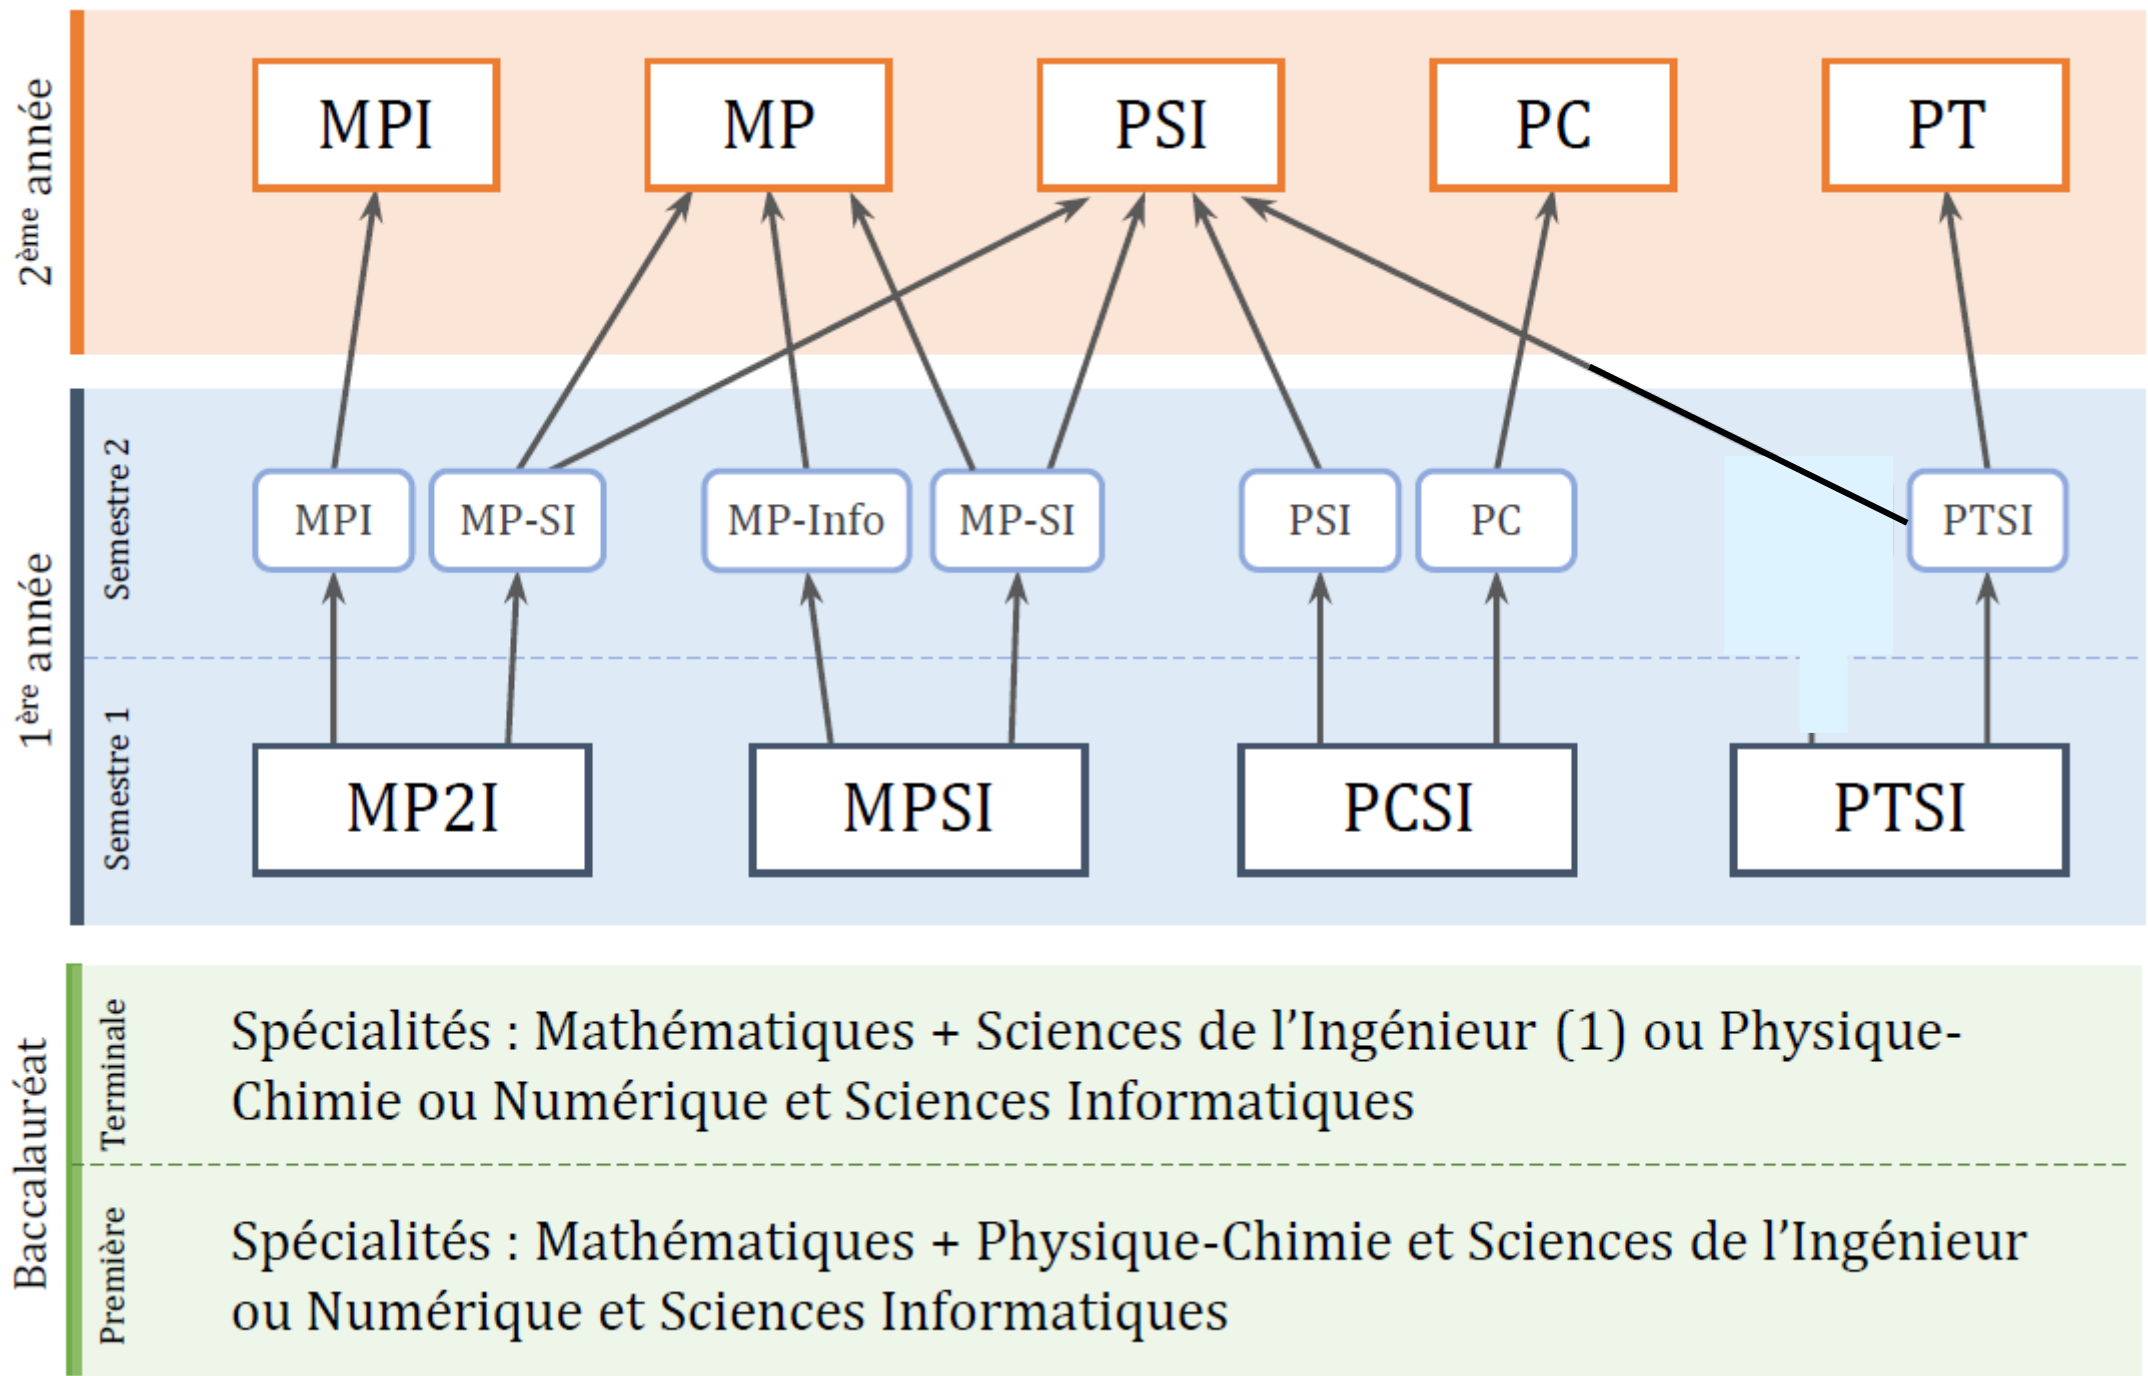 2ème année
MPI
MP
PSI
PC
PT
1ère année
Semestre 2
MPI
MP-SI
MP-Info
MP-SI
PSI
PC
PTSI
Semestre 1
MP2I
MPSI
PCSI
PTSI
Baccalauréat
Terminale
Spécialités : Mathématiques + Sciences de l’Ingénieur (1) ou Physique-
Chimie ou Numérique et Sciences Informatiques
Première
Spécialités : Mathématiques + Physique-Chimie et Sciences de l’Ingénieur
ou Numérique et Sciences Informatiques